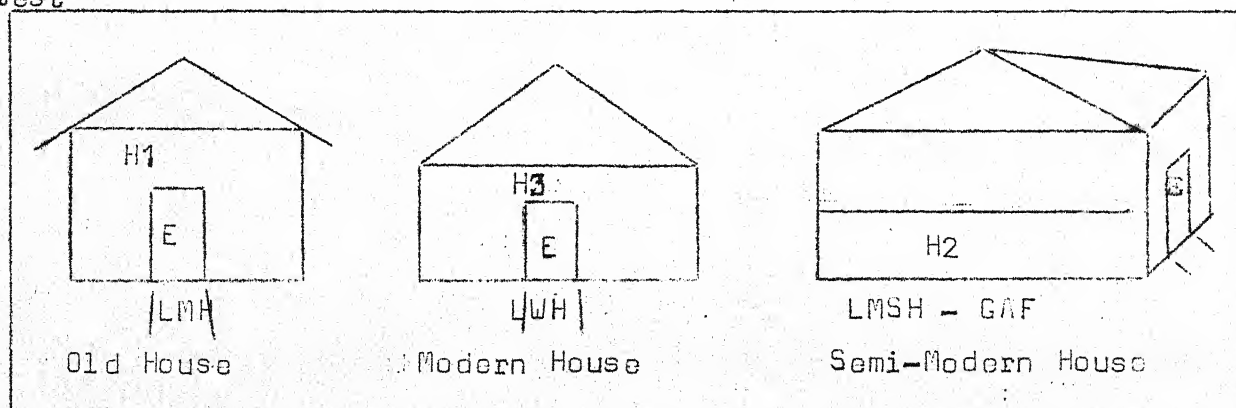 H1
H3
E
E
E
H2
LMH
LWH
LMSH - GAF
Old House
Modern House
Semi-Modern House